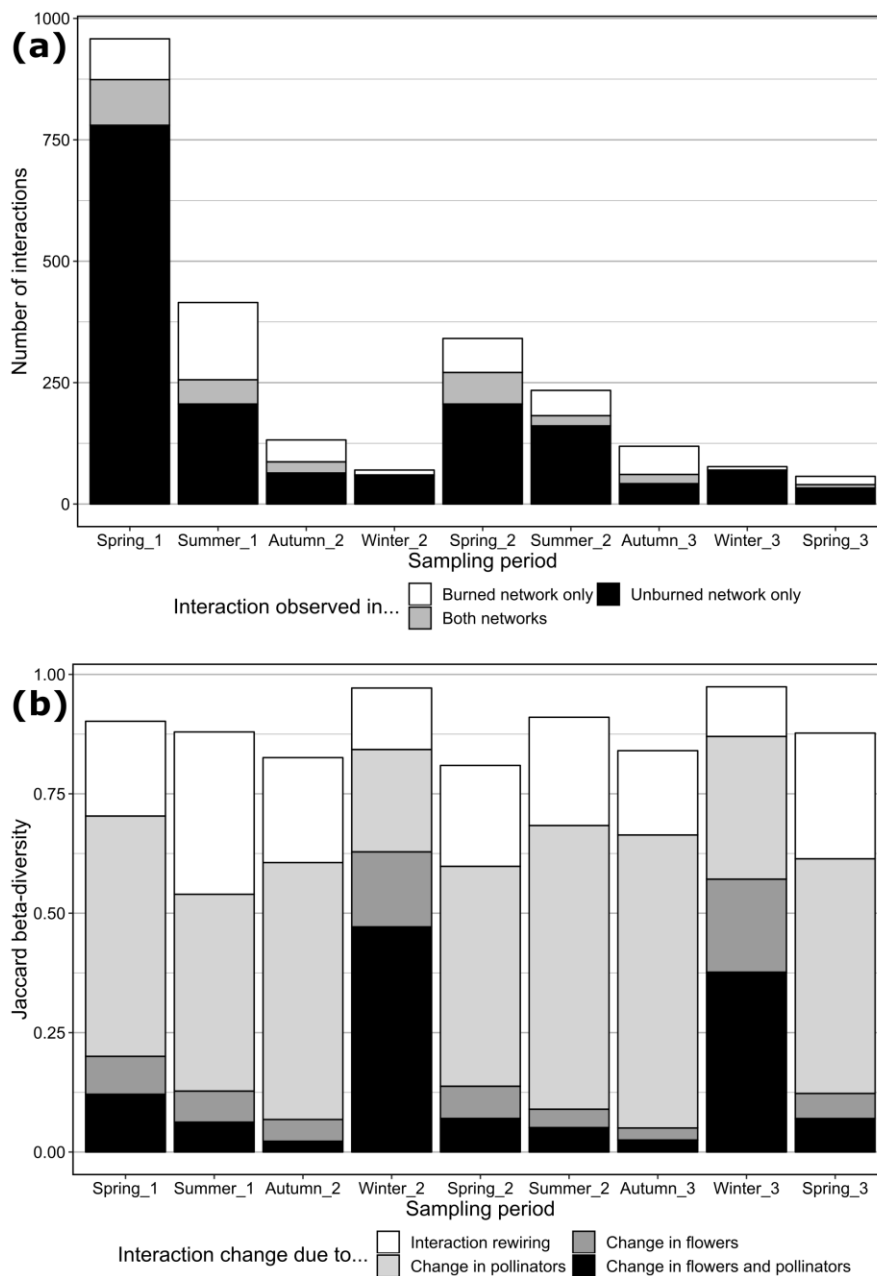 (a)
1000
750
500
250
0
Number of interactions
Spring_1 Summer_1 Autumn_2 Winter_2 Spring_2 Summer_2 Autumn_3 Winter_3 Spring_3
Sampling period
Interaction observed in...
Burned network only Unburned network only
Both networks
(b)
1.00
0.75
0.50
0.25
0.00
Jaccard beta-diversity
Spring_1 Summer_1 Autumn_2 Winter_2 Spring_2 Summer_2 Autumn_3 Winter_3 Spring_3
Sampling period
Interaction change due to...
Interaction rewiring Change in flowers
Change in pollinators Change in flowers and pollinators